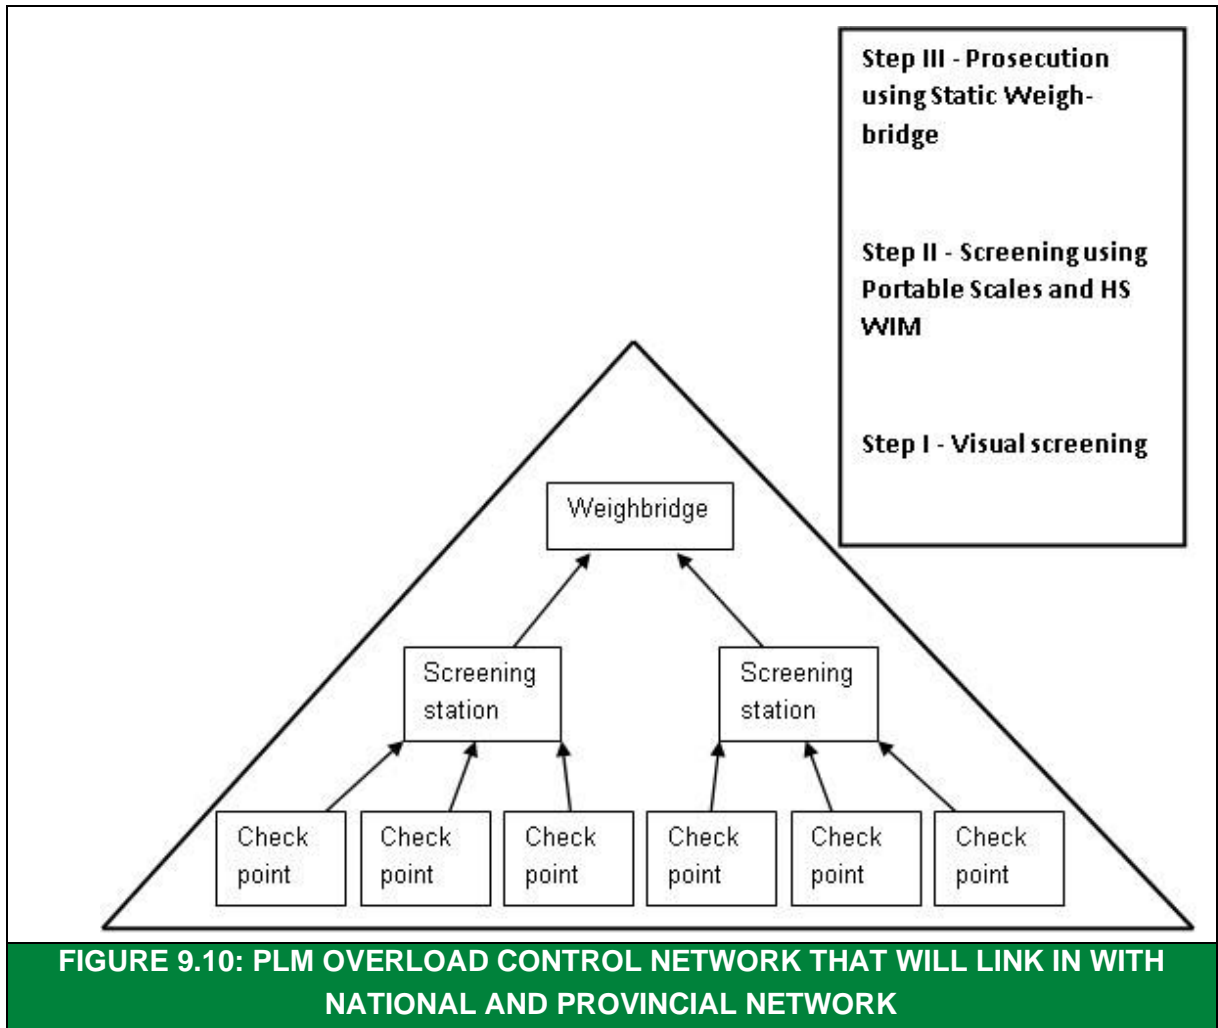 Step III - Prosecution
using Static Weigh-
bridge
Step II - Screening using
Portable Scales and HS
WIM
Step I - Visual screening
Weighbridge
Screening
station
Screening
station
Check
point
Check
point
Check
point
Check
point
Check
point
Check
point
FIGURE 9.10: PLM OVERLOAD CONTROL NETWORK THAT WILL LINK IN WITH
NATIONAL AND PROVINCIAL NETWORK